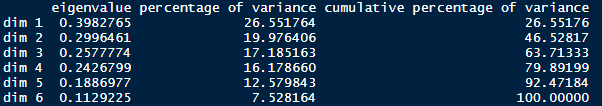 eigenvalue percentage of variance cumulative percentage of variance
dim 1 0.3982765 26.551764 26.55176
dim 2 0.2996461 19.976406 46.52817
dim 3 0.2577774 17.185163 63.71333
dim 4 0.2426799 16.178660 79.89199
dim 5 0.1886977 12.579843 92.47184
dim 6 0.1129225 7.528164 100.00000